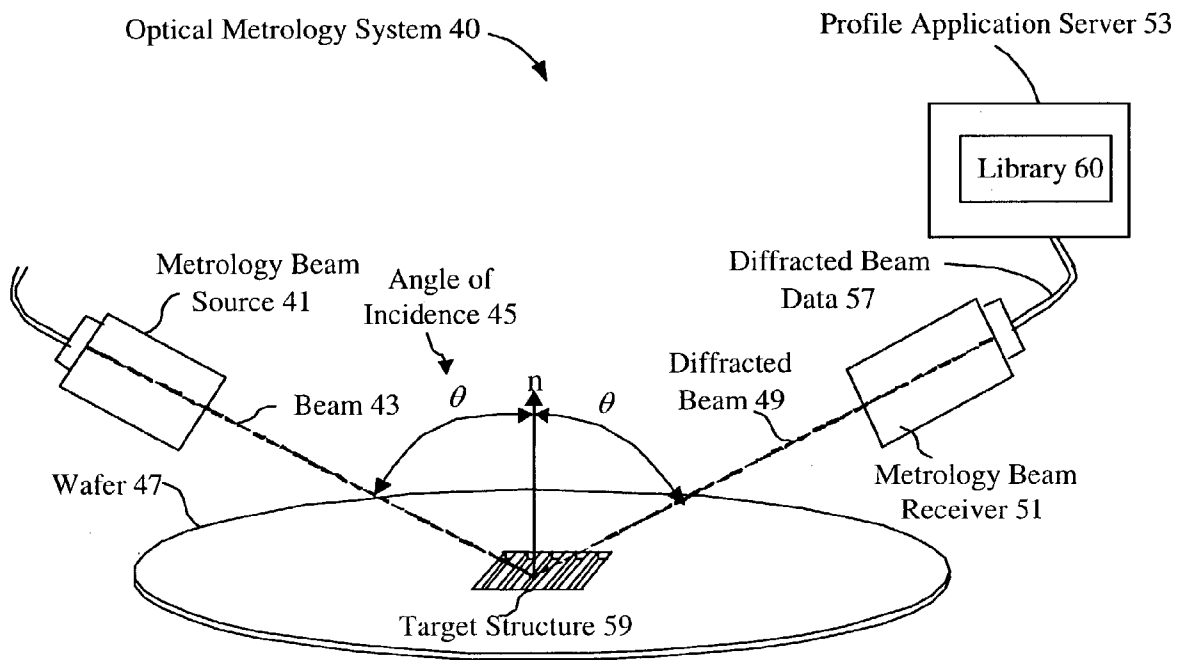 Optical Metrology System 40
Profile Application Server 53
Library 60
Metrology Beam
Source 41
Angle of
Incidence 45
Diffracted Beam
Data 57
θ
n
θ
Beam 43
Diffracted
Beam 49
Wafer 47
Metrology Beam
Receiver 51
Target Structure 59